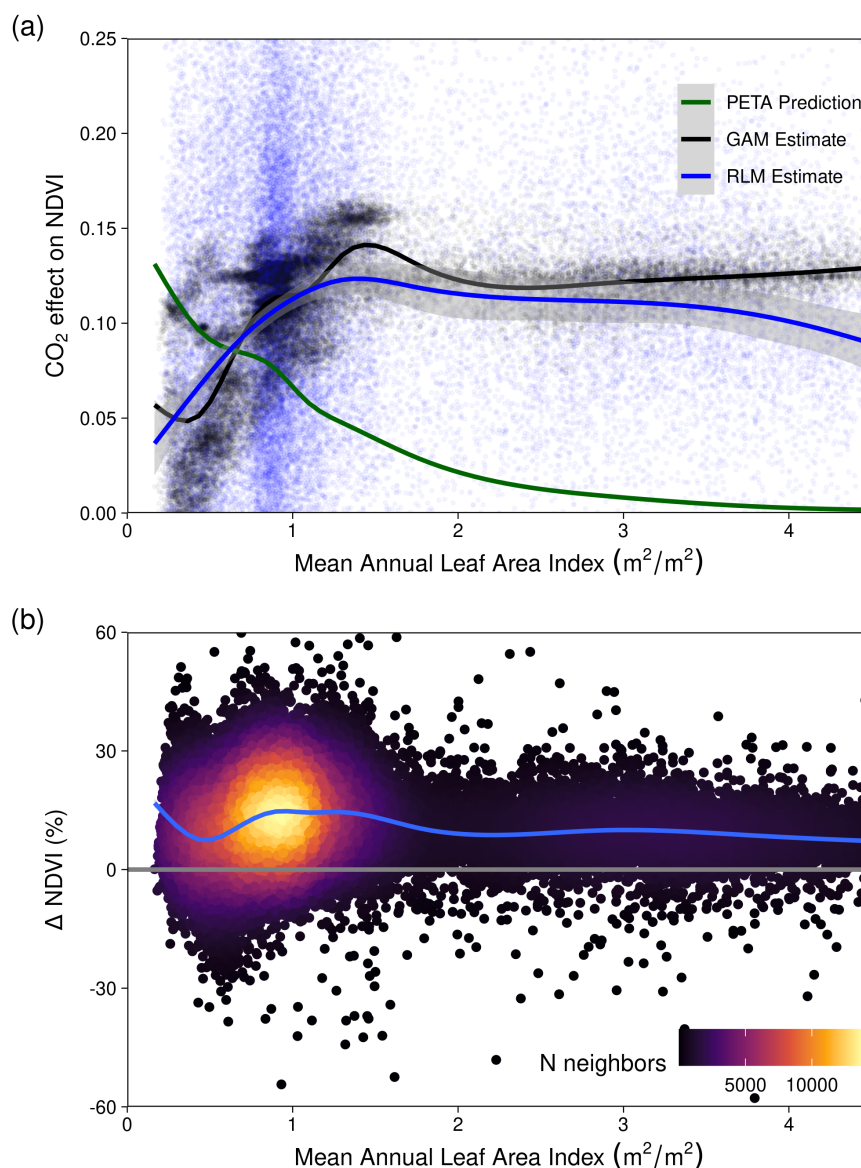 (a)
0.25
0.20
0.15
0.10
0.05
0.00
CO₂ effect on NDVI
PETA Prediction
GAM Estimate
RLM Estimate
0 1 2 3 4
Mean Annual Leaf Area Index (m²/m²)
(b)
60
30
0
-30
-60
Δ NDVI (%)
N neighbors
5000 10000
0 1 2 3 4
Mean Annual Leaf Area Index (m²/m²)